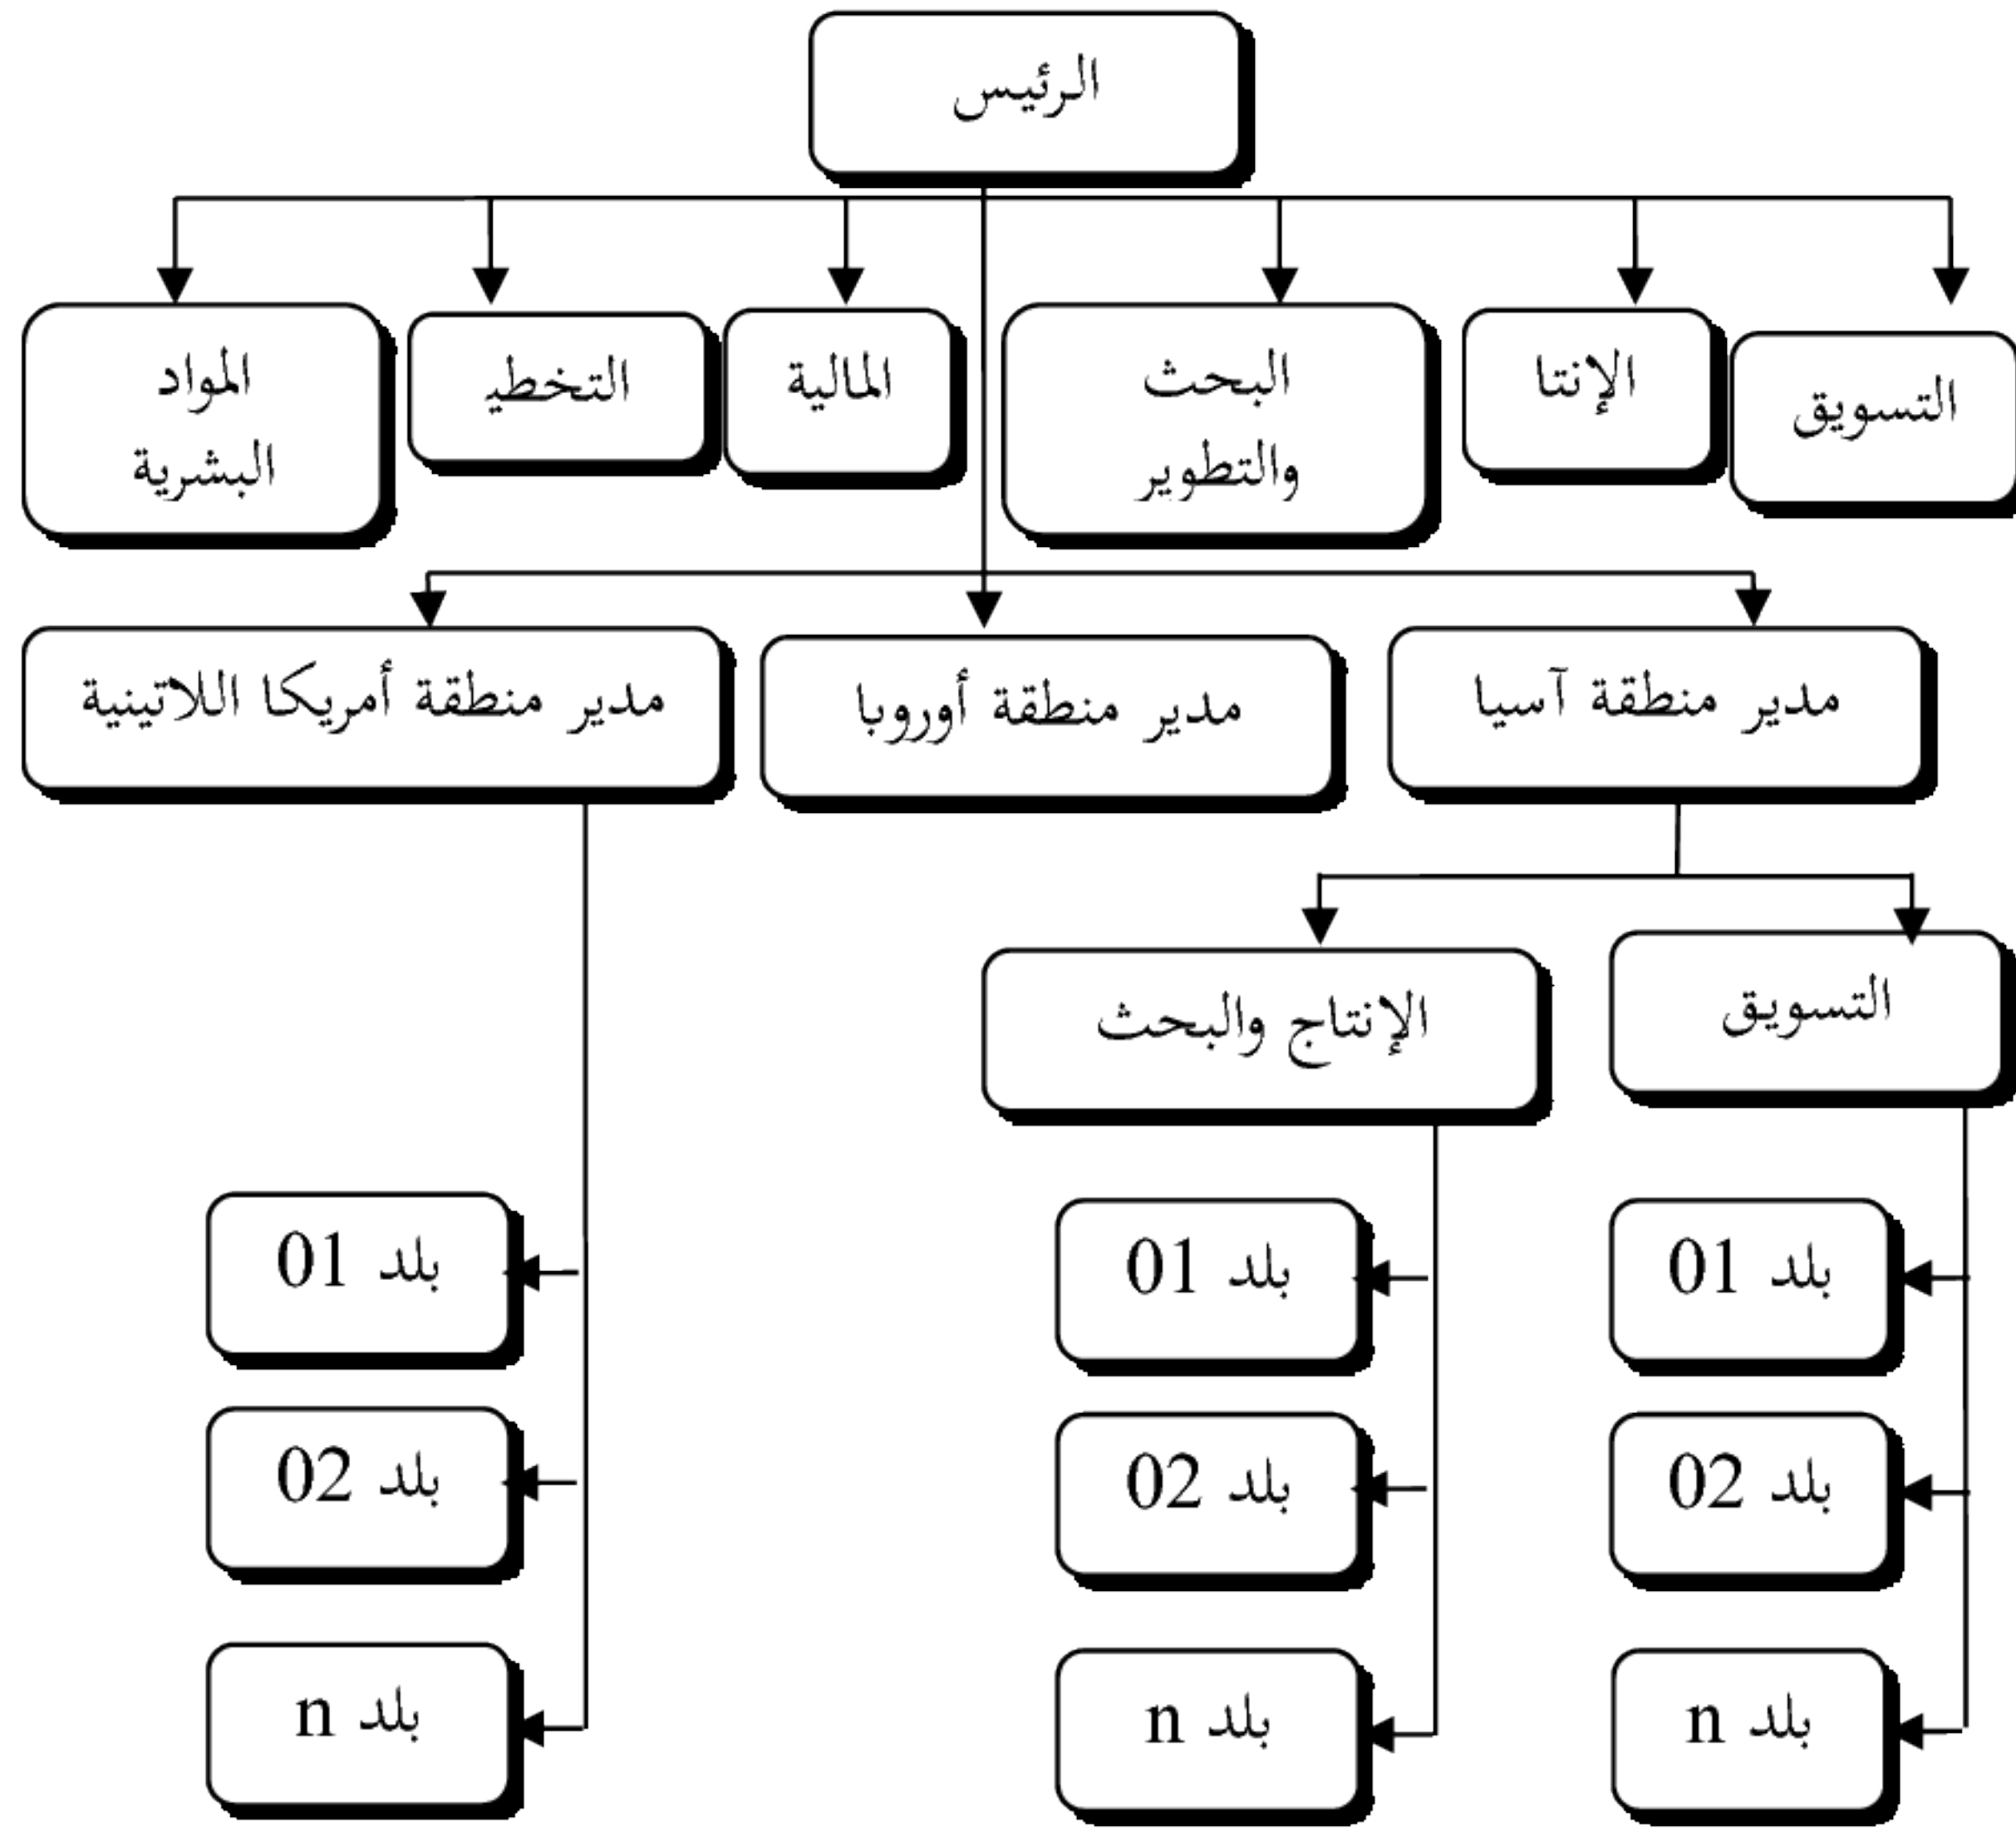 الرئيس
التسويق
الإنتا
البحث
والتطوير
المالية
التخطي
المواد
البشرية
مدير منطقة آسيا
مدير منطقة أوروبا
مدير منطقة أمريكا اللاتينية
التسويق
الإنتاج والبحث
بلد 01
بلد 01
بلد 01
بلد 02
بلد 02
بلد 02
بلد n
بلد n
بلد n